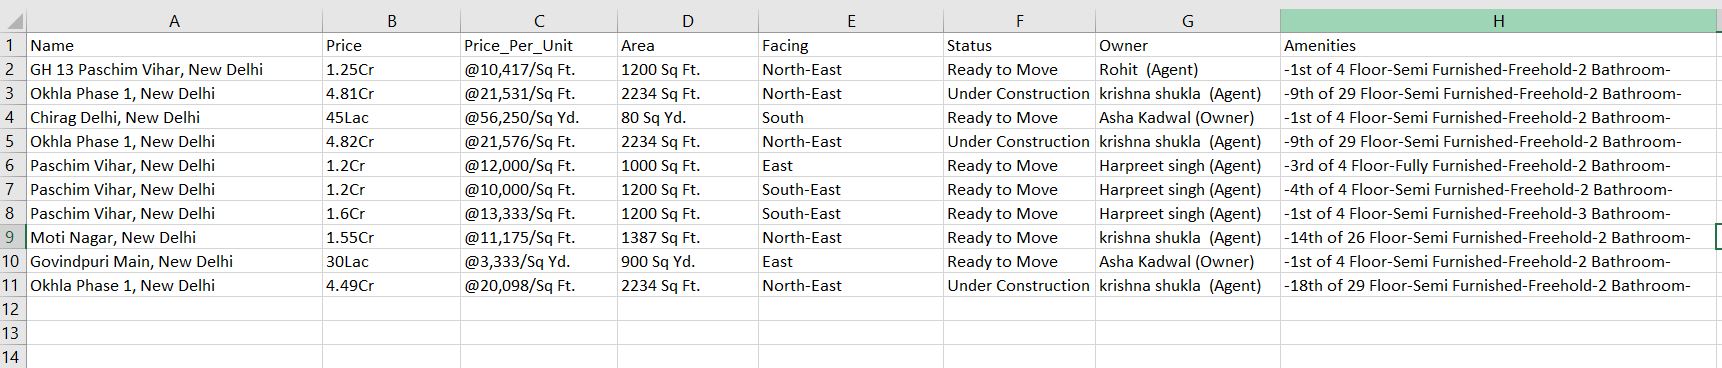 A B C D E F G H
1 Name Price Price_Per_Unit Area Facing Status Owner Amenities
2 GH 13 Paschim Vihar, New Delhi 1.25Cr @10,417/Sq Ft. 1200 Sq Ft. North-East Ready to Move Rohit  (Agent) -1st of 4 Floor-Semi Furnished-Freehold-2 Bathroom-
3 Okhla Phase 1, New Delhi 4.81Cr @21,531/Sq Ft. 2234 Sq Ft. North-East Under Construction krishna shukla  (Agent) -9th of 29 Floor-Semi Furnished-Freehold-2 Bathroom-
4 Chirag Delhi, New Delhi 45Lac @56,250/Sq Yd. 80 Sq Yd. South Ready to Move Asha Kadwal (Owner) -1st of 4 Floor-Semi Furnished-Freehold-2 Bathroom-
5 Okhla Phase 1, New Delhi 4.82Cr @21,576/Sq Ft. 2234 Sq Ft. North-East Under Construction krishna shukla  (Agent) -9th of 29 Floor-Semi Furnished-Freehold-2 Bathroom-
6 Paschim Vihar, New Delhi 1.2Cr @12,000/Sq Ft. 1000 Sq Ft. East Ready to Move Harpreet singh (Agent) -3rd of 4 Floor-Fully Furnished-Freehold-2 Bathroom-
7 Paschim Vihar, New Delhi 1.2Cr @10,000/Sq Ft. 1200 Sq Ft. South-East Ready to Move Harpreet singh (Agent) -4th of 4 Floor-Semi Furnished-Freehold-2 Bathroom-
8 Paschim Vihar, New Delhi 1.6Cr @13,333/Sq Ft. 1200 Sq Ft. South-East Ready to Move Harpreet singh (Agent) -1st of 4 Floor-Semi Furnished-Freehold-3 Bathroom-
9 Moti Nagar, New Delhi 1.55Cr @11,175/Sq Ft. 1387 Sq Ft. North-East Ready to Move krishna shukla  (Agent) -14th of 26 Floor-Semi Furnished-Freehold-2 Bathroom-
10 Govindpuri Main, New Delhi 30Lac @3,333/Sq Yd. 900 Sq Yd. East Ready to Move Asha Kadwal (Owner) -1st of 4 Floor-Semi Furnished-Freehold-2 Bathroom-
11 Okhla Phase 1, New Delhi 4.49Cr @20,098/Sq Ft. 2234 Sq Ft. North-East Under Construction krishna shukla  (Agent) -18th of 29 Floor-Semi Furnished-Freehold-2 Bathroom-
12
13
14